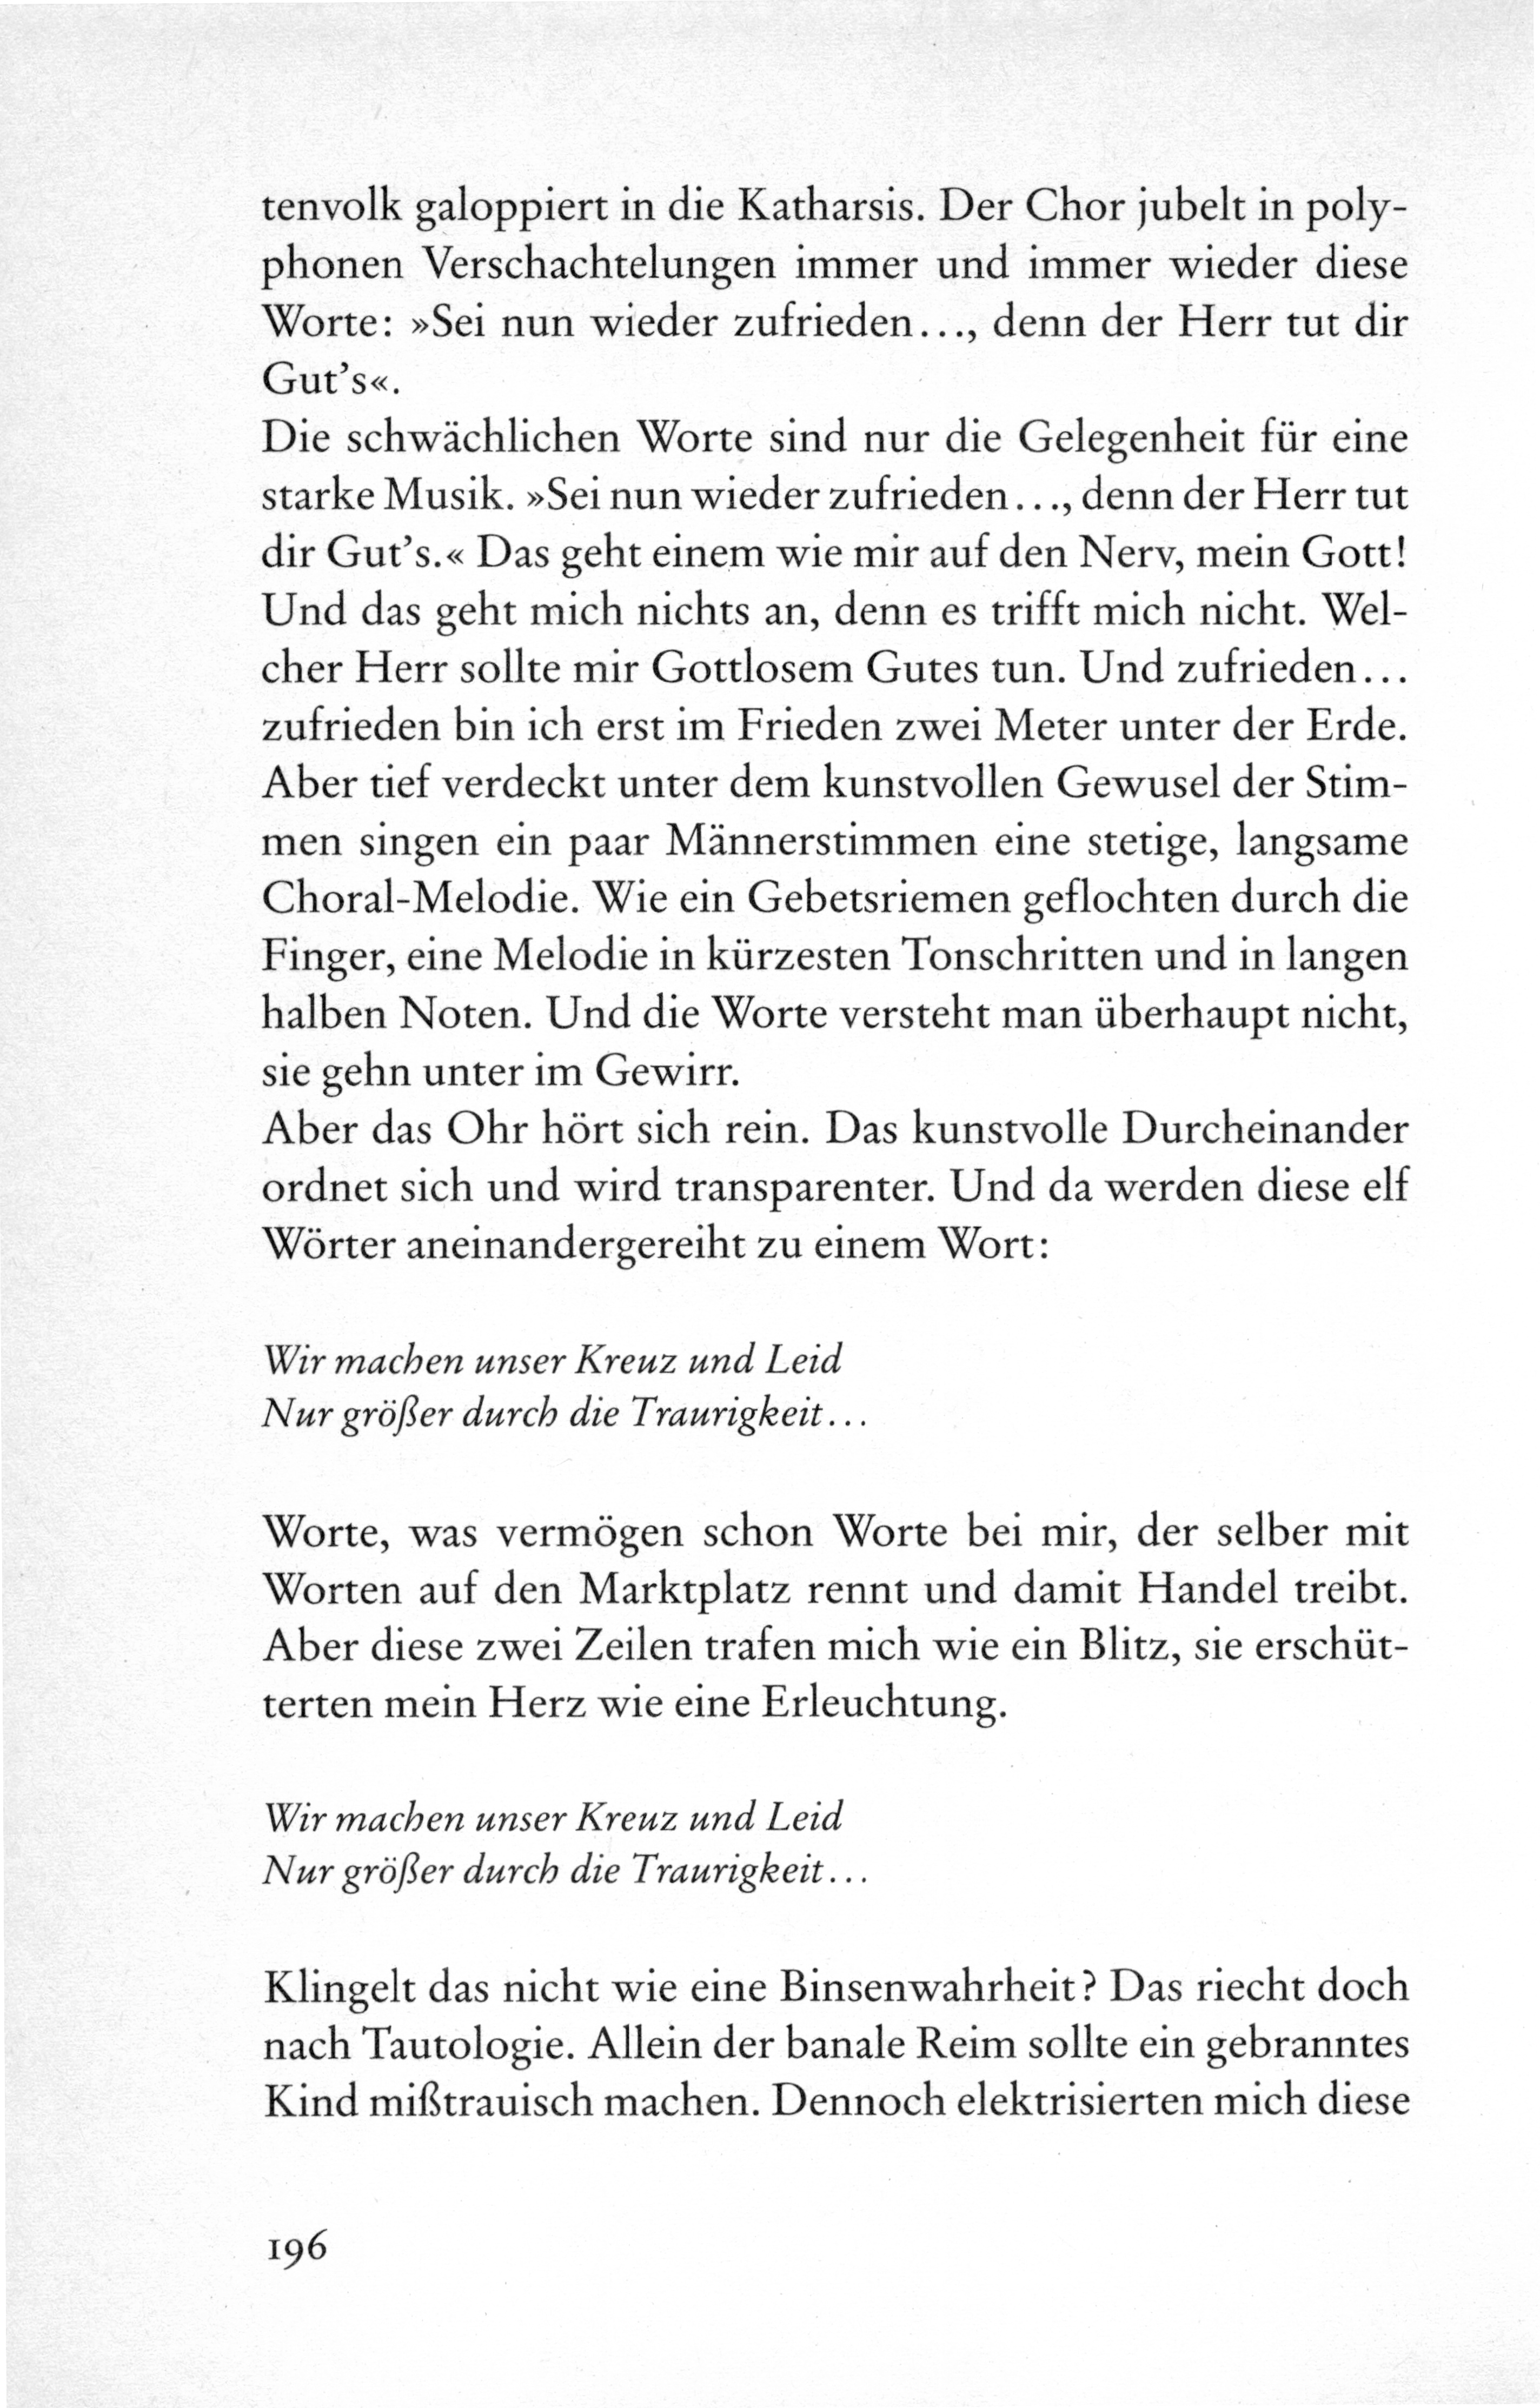 tenvolk galoppiert in die Katharsis. Der Chor jubelt in poly-
phonen Verschachtelungen immer und immer wieder diese
Worte: »Sei nun wieder zufrieden..., denn der Herr tut dir
Gut’s«.
Die schwächlichen Worte sind nur die Gelegenheit für eine
starke Musik. »Sei nun wieder zufrieden..., denn der Herr tut
dir Gut’s.« Das geht einem wie mir auf den Nerv, mein Gott!
Und das geht mich nichts an, denn es trifft mich nicht. Wel-
cher Herr sollte mir Gottlosem Gutes tun. Und zufrieden...
zufrieden bin ich erst im Frieden zwei Meter unter der Erde.
Aber tief verdeckt unter dem kunstvollen Gewusel der Stim-
men singen ein paar Männerstimmen eine stetige, langsame
Choral-Melodie. Wie ein Gebetsriemen geflochten durch die
Finger, eine Melodie in kürzesten Tonschritten und in langen
halben Noten. Und die Worte versteht man überhaupt nicht,
sie gehn unter im Gewirr.
Aber das Ohr hört sich rein. Das kunstvolle Durcheinander
ordnet sich und wird transparenter. Und da werden diese elf
Wörter aneinandergereiht zu einem Wort:
Wir machen unser Kreuz und Leid
Nur größer durch die Traurigkeit...
Worte, was vermögen schon Worte bei mir, der selber mit
Worten auf den Marktplatz rennt und damit Handel treibt.
Aber diese zwei Zeilen trafen mich wie ein Blitz, sie erschüt-
terten mein Herz wie eine Erleuchtung.
Wir machen unser Kreuz und Leid
Nur größer durch die Traurigkeit...
Klingelt das nicht wie eine Binsenwahrheit? Das riecht doch
nach Tautologie. Allein der banale Reim sollte ein gebranntes
Kind mißtrauisch machen. Dennoch elektrisierten mich diese
196